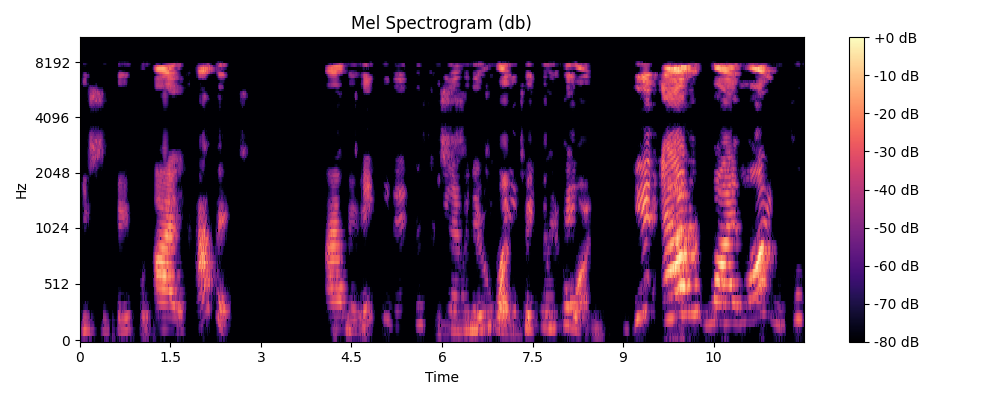 Mel Spectrogram (db)
8192
4096
2048
1024
512
0
Hz
0 1.5 3 4.5 6 7.5 9 10
Time
+0 dB
-10 dB
-20 dB
-30 dB
-40 dB
-50 dB
-60 dB
-70 dB
-80 dB